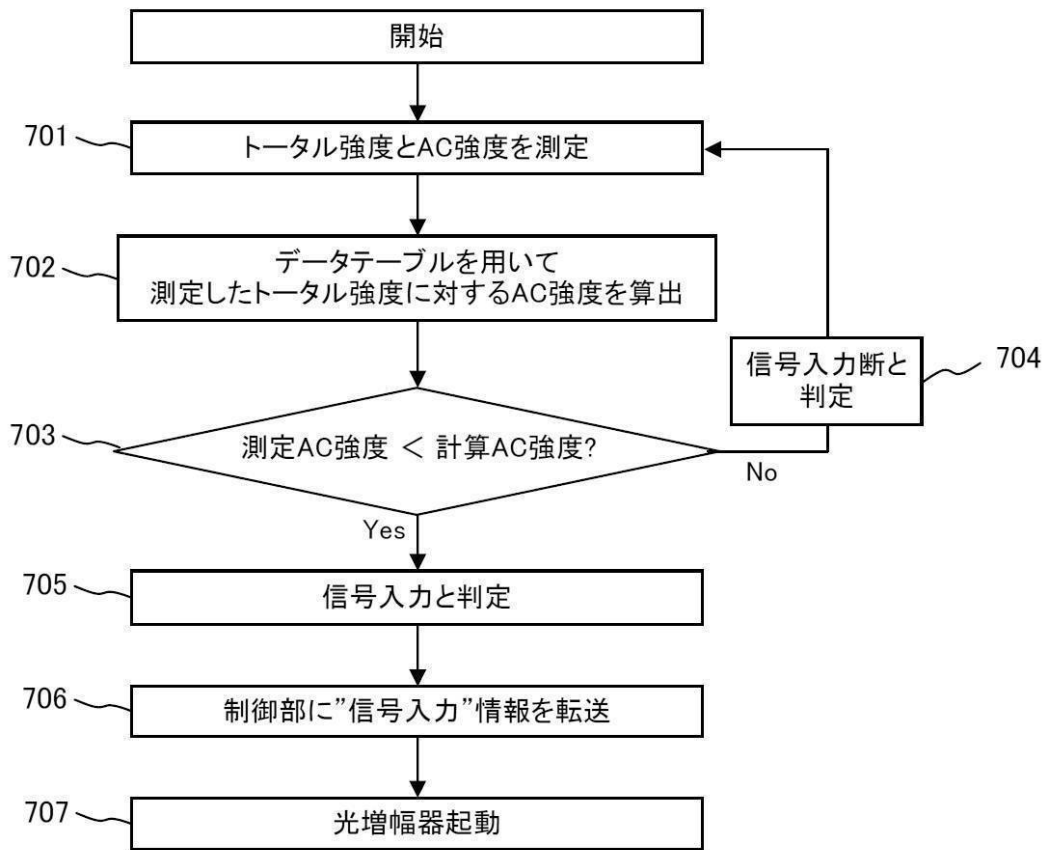 開始
701
トータル強度とAC強度を測定
702
データテーブルを用いて
測定したトータル強度に対するAC強度を算出
信号入力断と
判定
704
703
測定AC強度 < 計算AC強度?
No
Yes
705
信号入力と判定
706
制御部に”信号入力”情報を転送
707
光増幅器起動